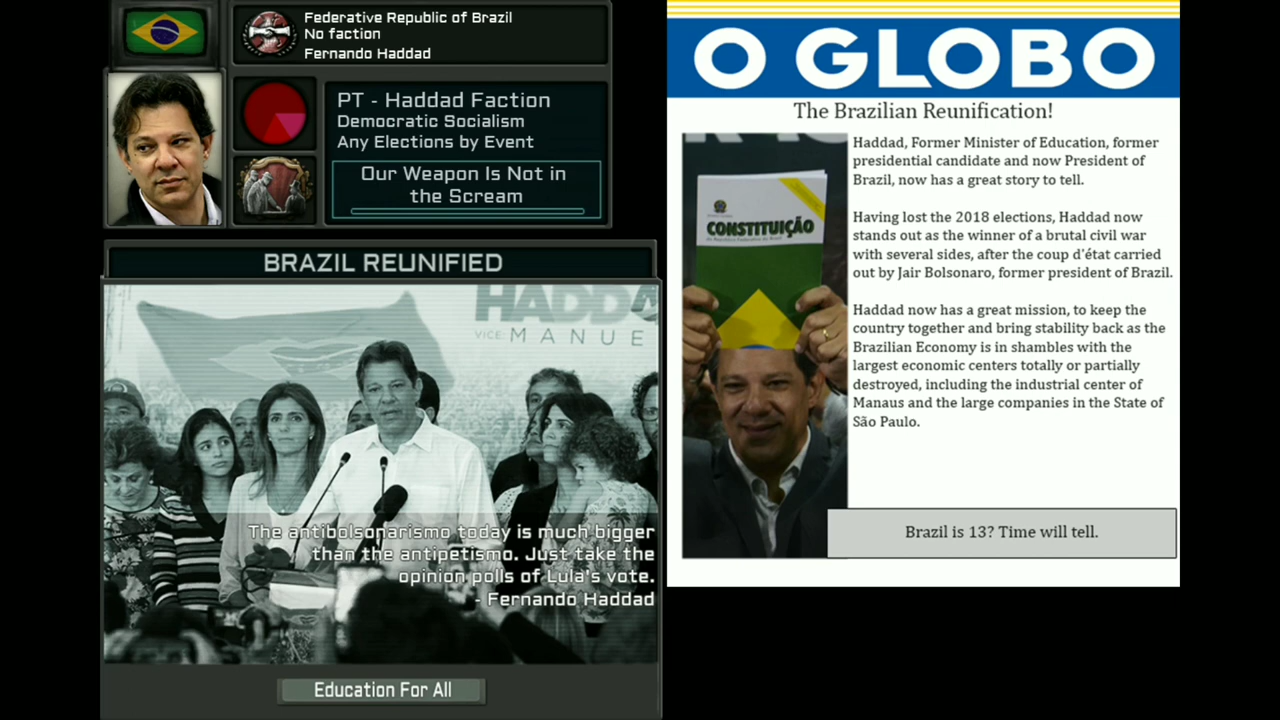 Federative Republic of Brazil
No faction
Fernando Haddad
PT - Haddad Faction
Democratic Socialism
Any Elections by Event
Our Weapon Is Not in
the Scream
BRAZIL REUNIFIED
HADDA
VICE MANUE
The antibolsonarismo today is much bigger
than the antipetismo. Just take the
opinion polls of Lula's vote.
- Fernando Haddad
Education For All
O GLOBO
The Brazilian Reunification!
CONSTITUIÇÃO
Haddad, Former Minister of Education, former
presidential candidate and now President of
Brazil, now has a great story to tell.
Having lost the 2018 elections, Haddad now
stands out as the winner of a brutal civil war
with several sides, after the coup d'état carried
out by Jair Bolsonaro, former president of Brazil.
Haddad now has a great mission, to keep the
country together and bring stability back as the
Brazilian Economy is in shambles with the
largest economic centers totally or partially
destroyed, including the industrial center of
Manaus and the large companies in the State of
São Paulo.
Brazil is 13? Time will tell.